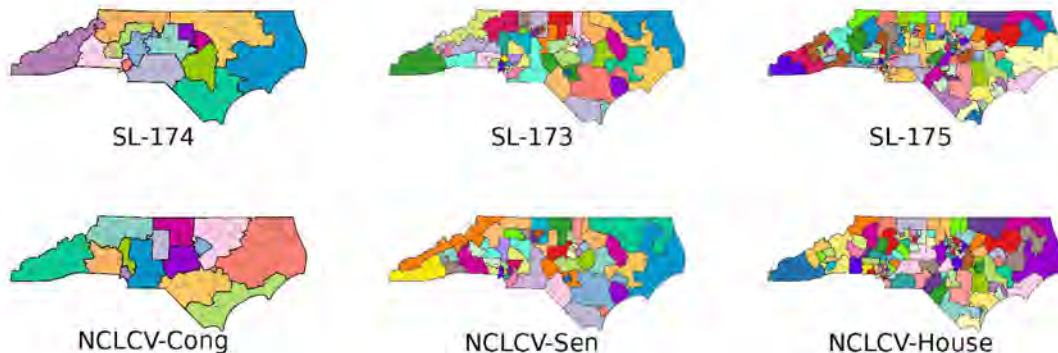 SL-174
SL-173
SL-175
NCLCV-Cong
NCLCV-Sen
NCLCV-House